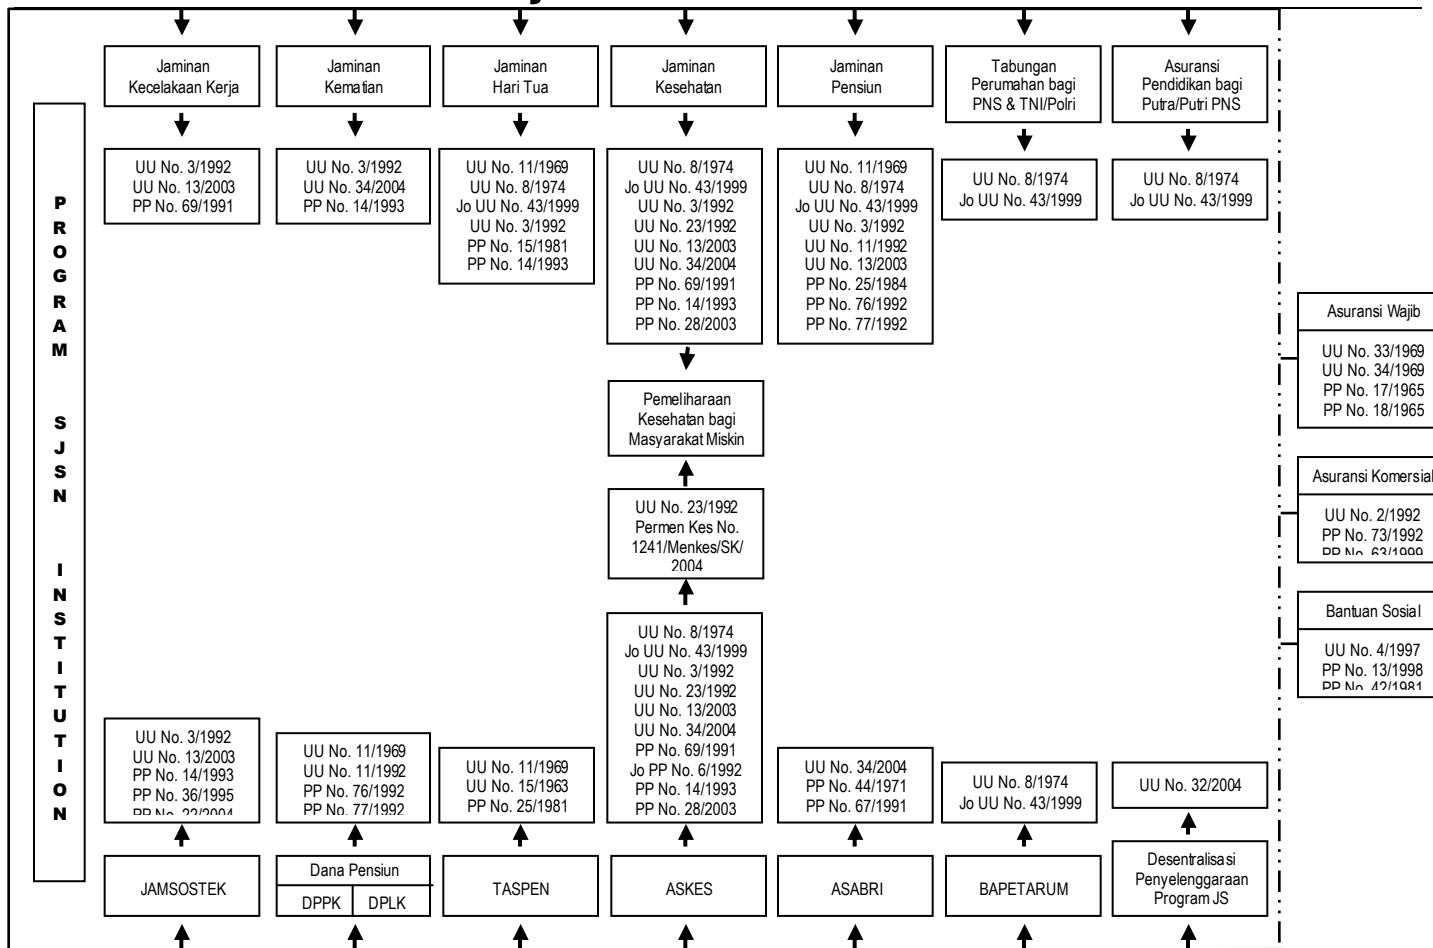 Jaminan
Kecelakaan Kerja
Jaminan
Kematian
Jaminan
Hari Tua
Jaminan
Kesehatan
Jaminan
Pensiun
Tabungan
Perumahan bagi
PNS & TNI/Polri
Asuransi
Pendidikan bagi
Putra/Putri PNS
PROGRAM SJSN INSTITUTION
UU No. 3/1992
UU No. 13/2003
PP No. 69/1991
UU No. 3/1992
UU No. 34/2004
PP No. 14/1993
UU No. 11/1969
UU No. 8/1974
Jo UU No. 43/1999
UU No. 3/1992
PP No. 15/1981
PP No. 14/1993
UU No. 8/1974
Jo UU No. 43/1999
UU No. 3/1992
UU No. 23/1992
UU No. 13/2003
UU No. 34/2004
PP No. 69/1991
PP No. 14/1993
PP No. 28/2003
UU No. 11/1969
UU No. 8/1974
Jo UU No. 43/1999
UU No. 3/1992
UU No. 11/1992
UU No. 13/2003
PP No. 25/1984
PP No. 76/1992
PP No. 77/1992
UU No. 8/1974
Jo UU No. 43/1999
UU No. 8/1974
Jo UU No. 43/1999
Pemeliharaan
Kesehatan bagi
Masyarakat Miskin
UU No. 23/1992
Permen Kes No.
1241/Menkes/SK/
2004
Asuransi Wajib
UU No. 33/1969
UU No. 34/1969
PP No. 17/1965
PP No. 18/1965
Asuransi Komersial
UU No. 2/1992
PP No. 73/1992
PP No. 63/1999
Bantuan Sosial
UU No. 4/1997
PP No. 13/1998
PP No. 42/1981
UU No. 3/1992
UU No. 13/2003
PP No. 14/1993
PP No. 36/1995
PP No. 22/2004
UU No. 11/1969
UU No. 11/1992
PP No. 76/1992
PP No. 77/1992
UU No. 11/1969
UU No. 15/1963
PP No. 25/1981
UU No. 8/1974
Jo UU No. 43/1999
UU No. 3/1992
UU No. 23/1992
UU No. 13/2003
UU No. 34/2004
PP No. 69/1991
Jo PP No. 6/1992
PP No. 14/1993
PP No. 28/2003
UU No. 34/2004
PP No. 44/1971
PP No. 67/1991
UU No. 8/1974
Jo UU No. 43/1999
UU No. 32/2004
JAMSOSTEK
Dana Pensiun
DPPK DPLK
TASPEN
ASKES
ASABRI
BAPETARUM
Desentralisasi
Penyelenggaraan
Program JS